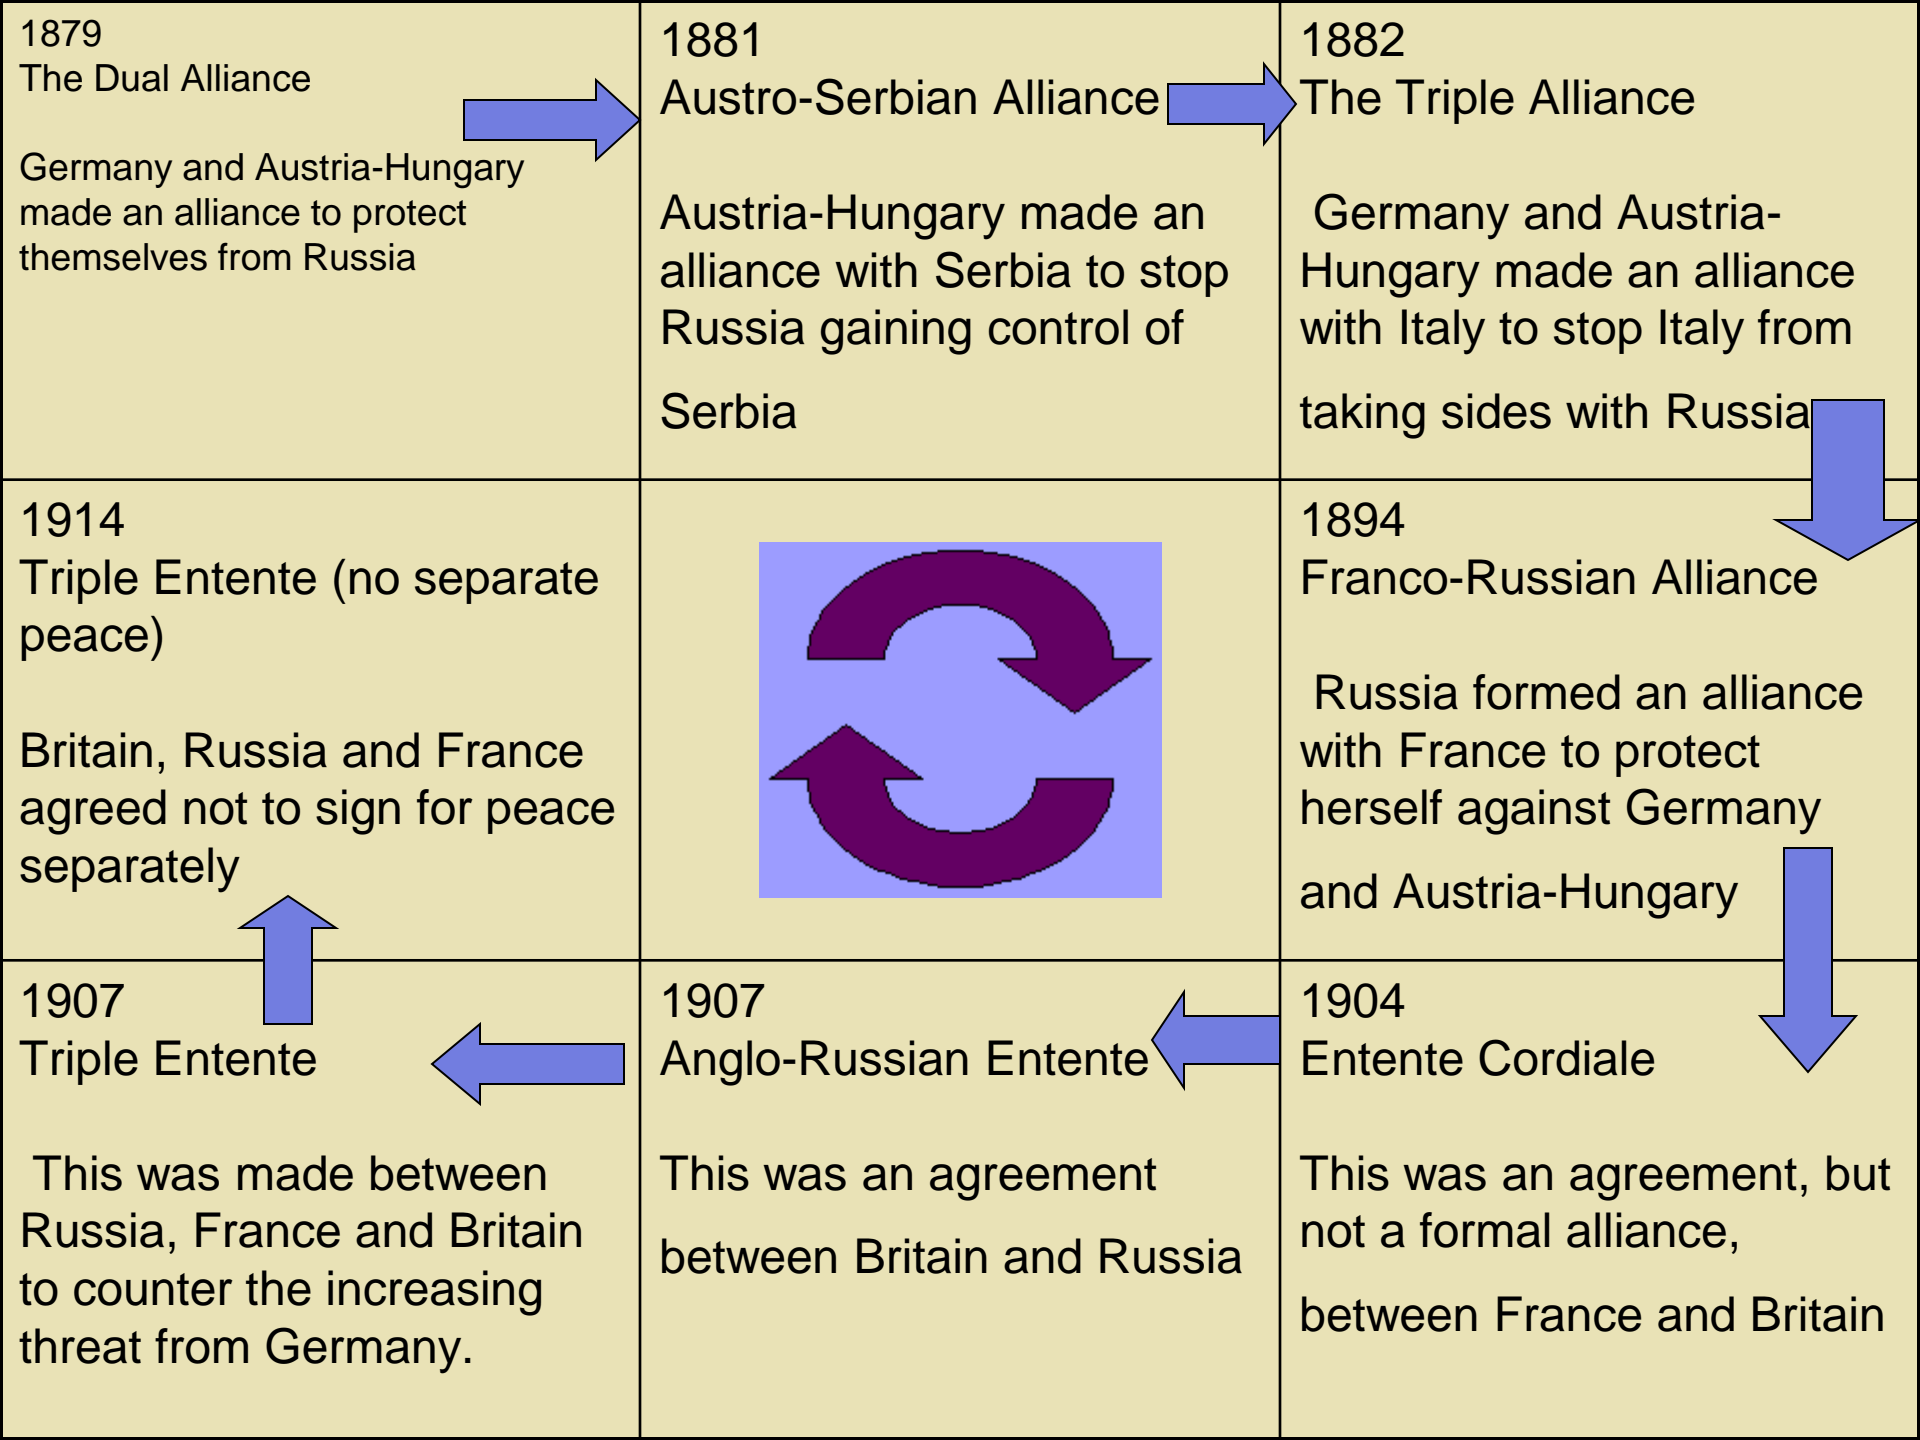 1879
The Dual Alliance
Germany and Austria-Hungary
made an alliance to protect
themselves from Russia
1881
Austro-Serbian Alliance
Austria-Hungary made an
alliance with Serbia to stop
Russia gaining control of
Serbia
1882
The Triple Alliance
Germany and Austria-
Hungary made an alliance
with Italy to stop Italy from
taking sides with Russia
1894
Franco-Russian Alliance
Russia formed an alliance
with France to protect
herself against Germany
and Austria-Hungary
1904
Entente Cordiale
This was an agreement, but
not a formal alliance,
between France and Britain
1907
Anglo-Russian Entente
This was an agreement
between Britain and Russia
1907
Triple Entente
This was made between
Russia, France and Britain
to counter the increasing
threat from Germany.
1914
Triple Entente (no separate
peace)
Britain, Russia and France
agreed not to sign for peace
separately